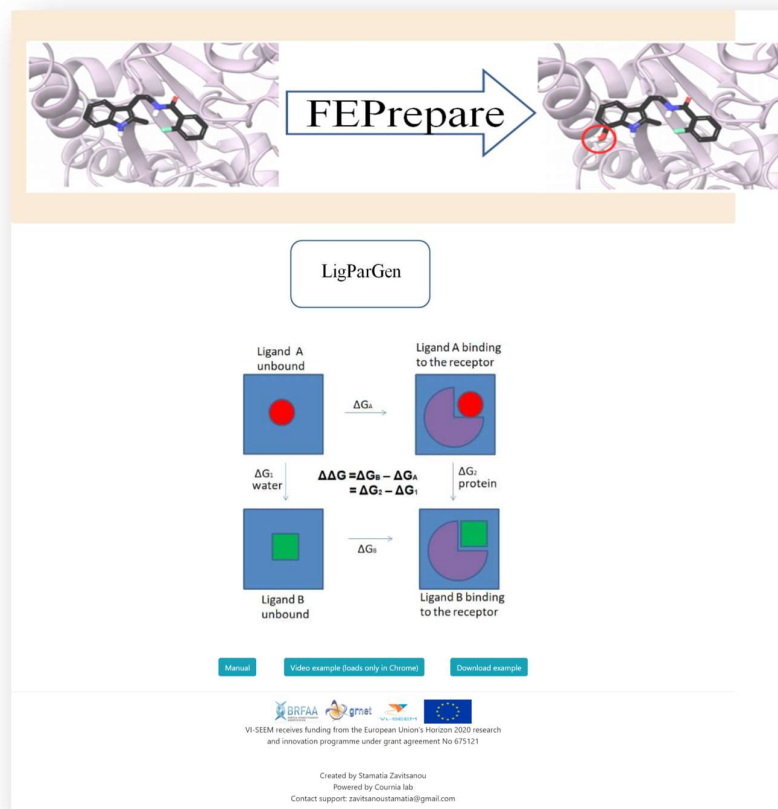 FEPrepare
LigParGen
Ligand A
unbound
Ligand A binding
to the receptor
ΔGA
ΔG1
water
ΔΔG =ΔGB – ΔGA
= ΔG2 – ΔG1
ΔG2
protein
ΔGB
Ligand B
unbound
Ligand B binding
to the receptor
Manual
Video example (loads only in Chrome)
Download example
BRFAA
grnet
VI-SEEM
VI-SEEM receives funding from the European Union's Horizon 2020 research
and innovation programme under grant agreement No 675121
Created by Stamatia Zavitsanou
Powered by Cournia lab
Contact support: zavitsanoustamatia@gmail.com